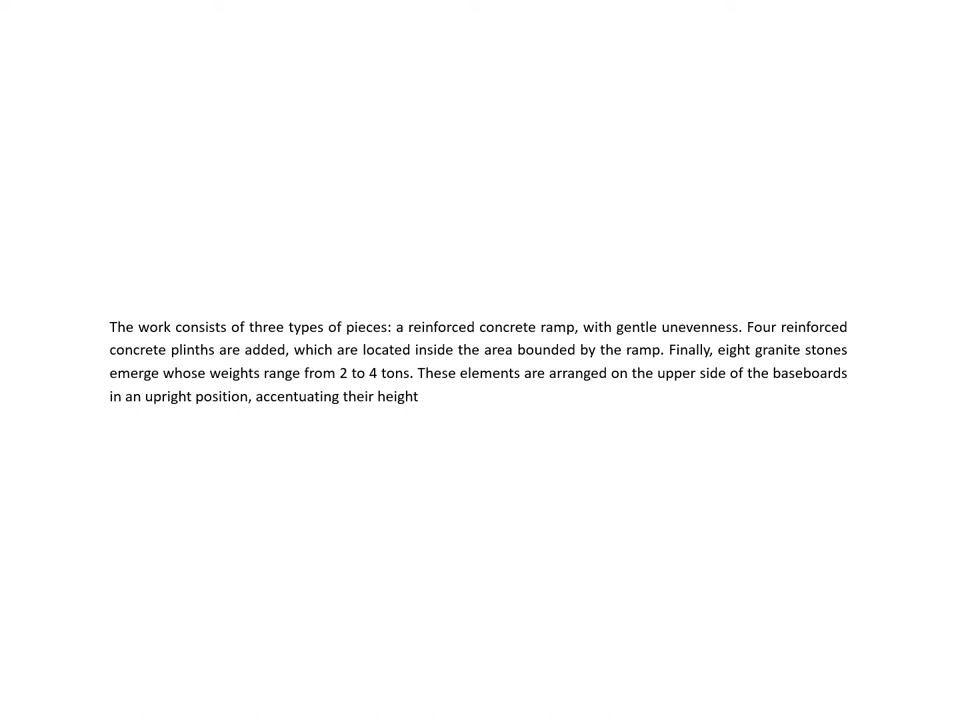 The work consists of three types of pieces: a reinforced concrete ramp, with gentle unevenness. Four reinforced
concrete plinths are added, which are located inside the area bounded by the ramp. Finally, eight granite stones
emerge whose weights range from 2 to 4 tons. These elements are arranged on the upper side of the baseboards
in an upright position, accentuating their height